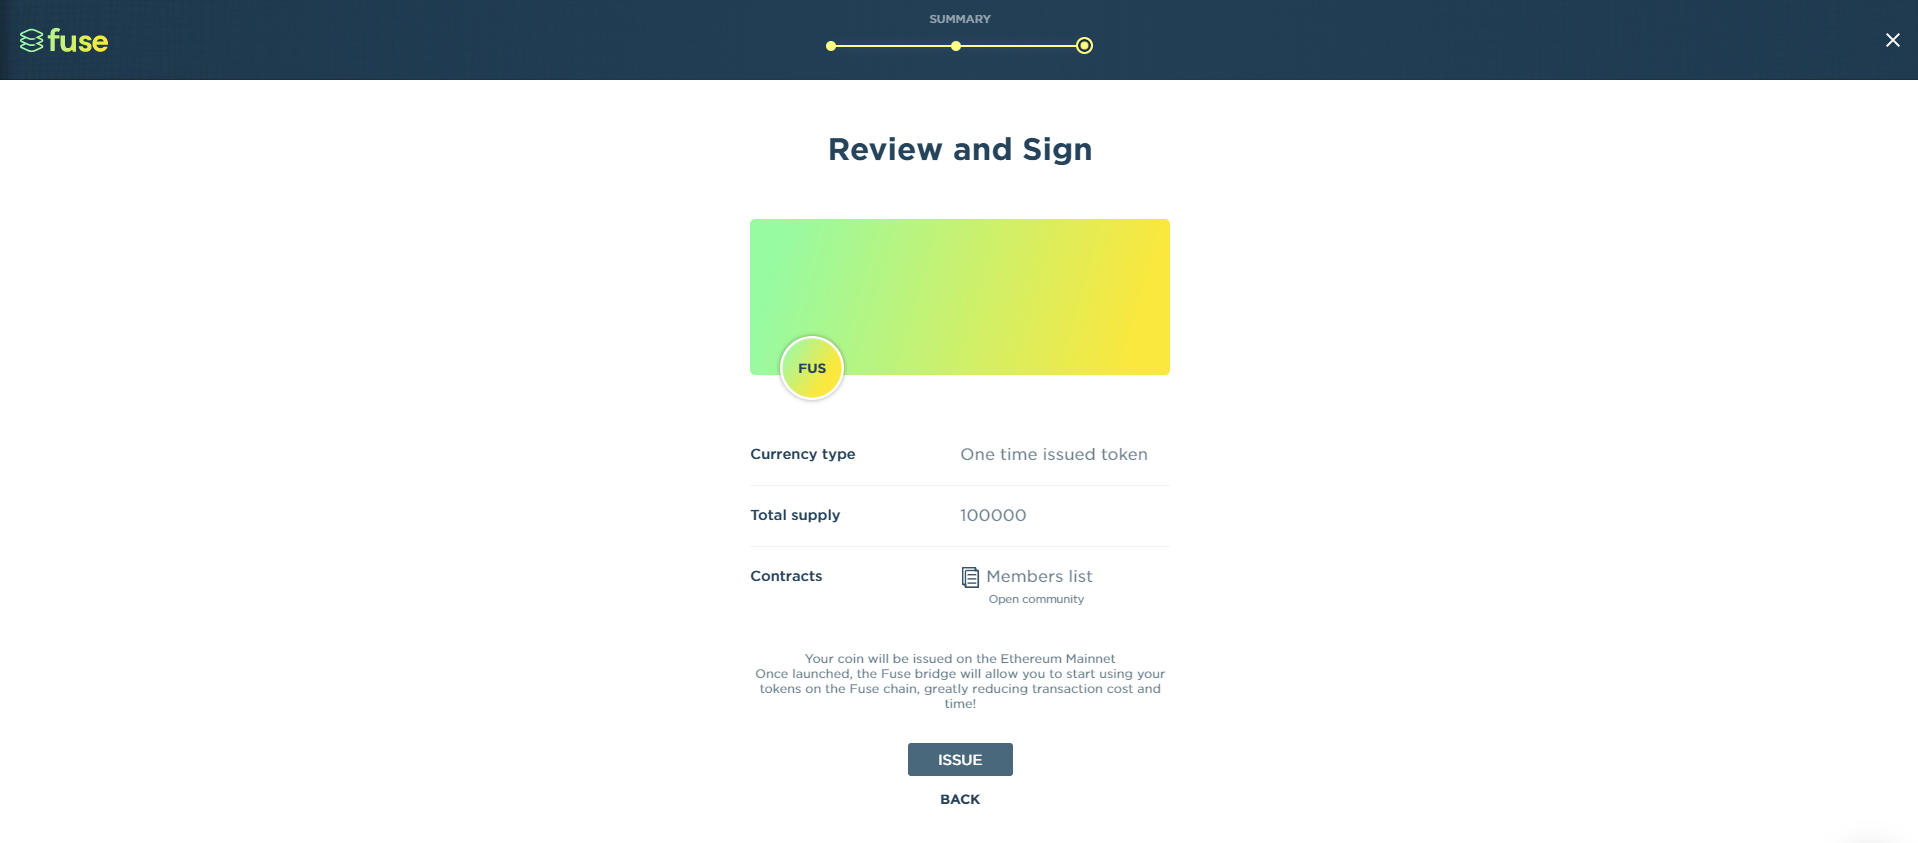 SUMMARY
fuse
Review and Sign
FUS
Currency type One time issued token
Total supply 100000
Contracts Members list
Open community
Your coin will be issued on the Ethereum Mainnet
Once launched, the Fuse bridge will allow you to start using your
tokens on the Fuse chain, greatly reducing transaction cost and
time!
ISSUE
BACK